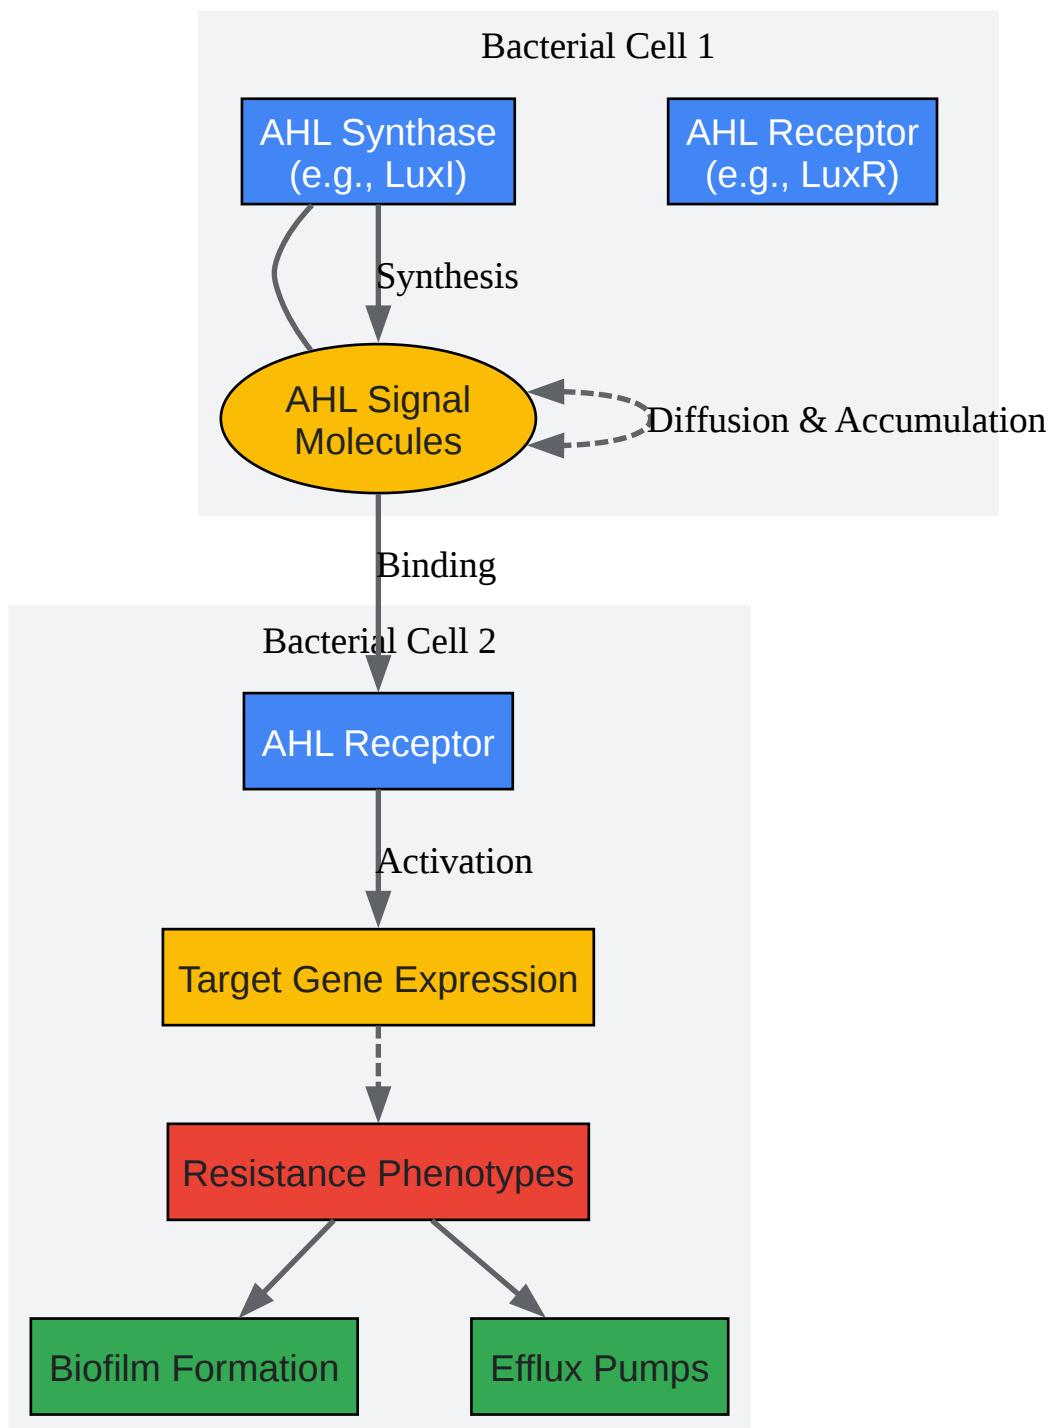 Bacterial Cell 1
AHL Synthase
(e.g., LuxI)
AHL Receptor
(e.g., LuxR)
Synthesis
AHL Signal
Molecules
Diffusion & Accumulation
Binding
Bacterial Cell 2
AHL Receptor
Activation
Target Gene Expression
Resistance Phenotypes
Biofilm Formation
Efflux Pumps